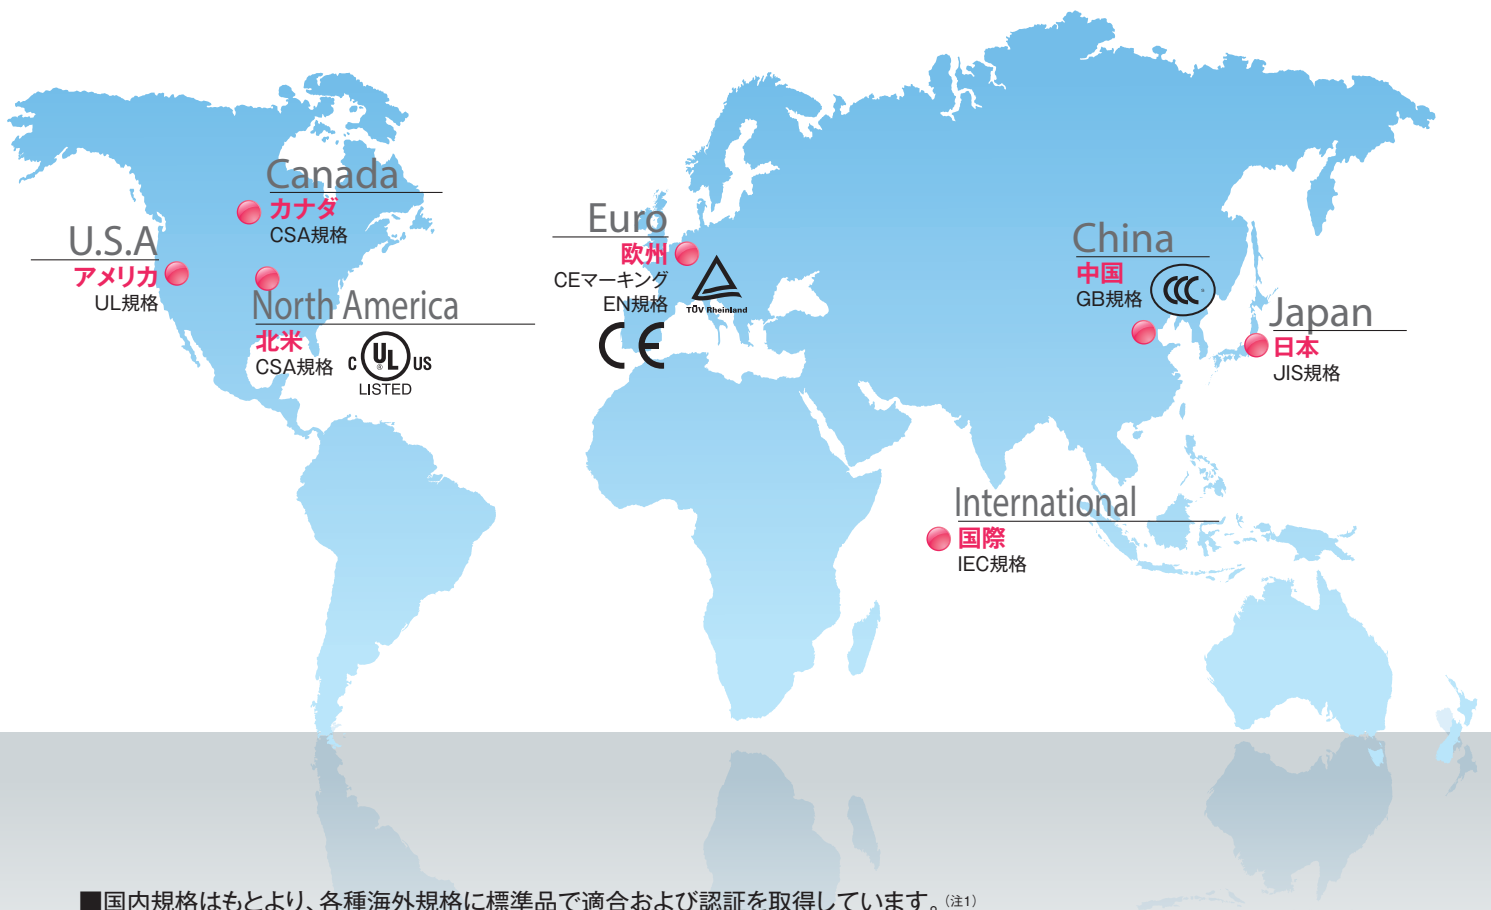 Canada
カナダ
CSA規格
U.S.A
アメリカ
UL規格
North America
北米
CSA規格
C UL US
®
LISTED
Euro
欧州
CEマーキング
EN規格
TÜV Rheinland
CE
China
中国
GB規格
CCC
Japan
日本
JIS規格
International
国際
IEC規格
■国内規格はもとより、各種海外規格に標準品で適合および認証を取得しています。(注1)